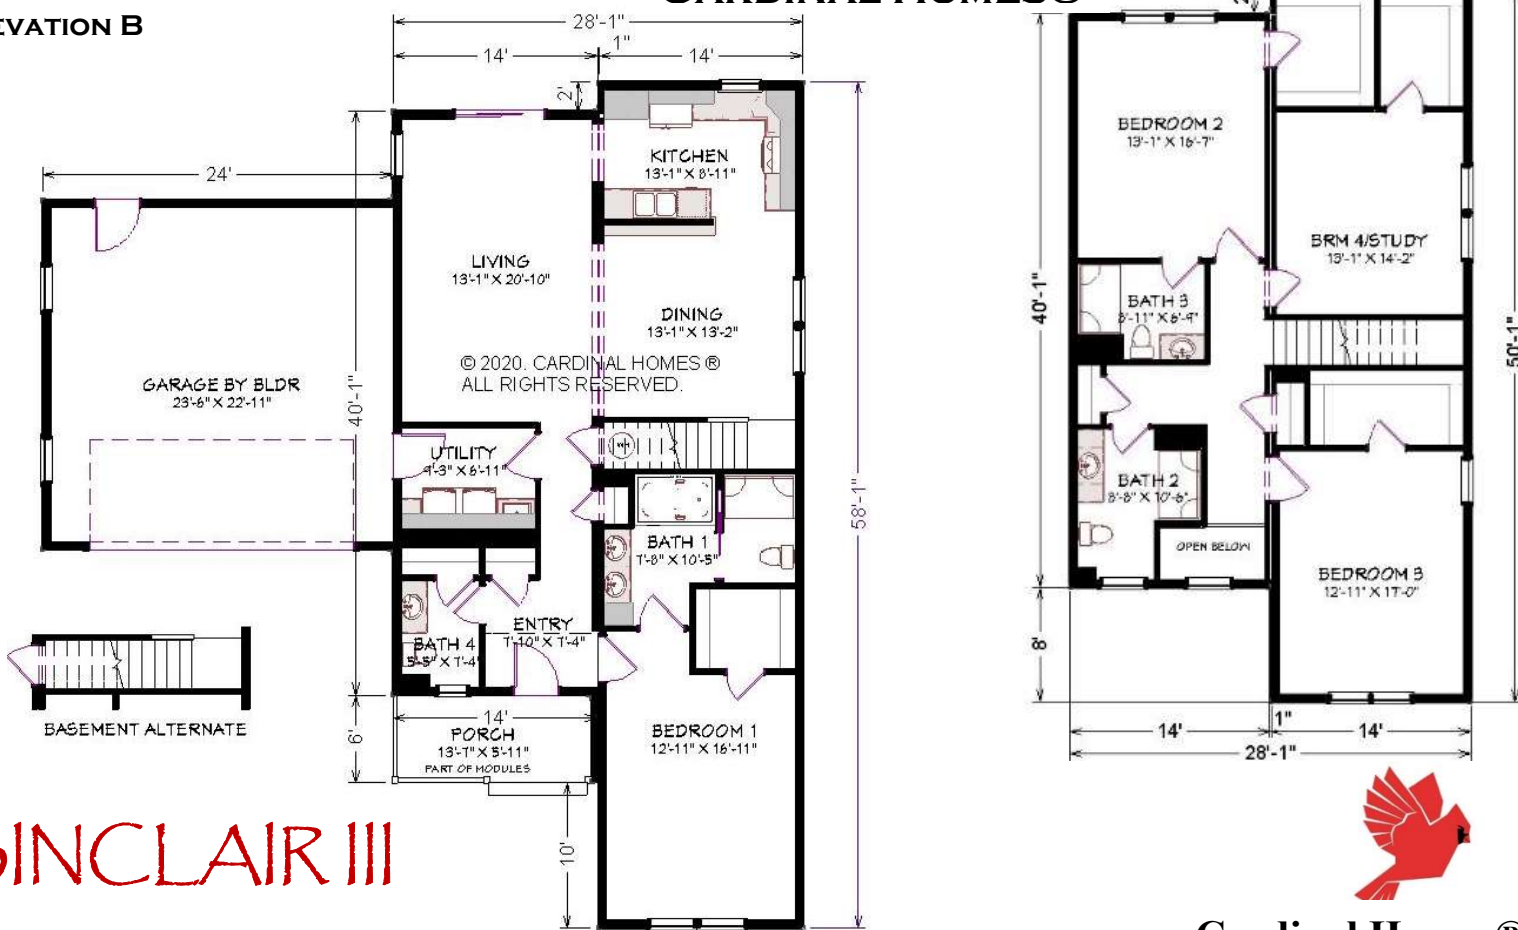 CARDINAL HOMES®
EVATION B
28'-1"
14'
1"
14'
2'
24'
KITCHEN
13'-1" X 8'-11"
LIVING
13'-1" X 20'-10"
DINING
13'-1" X 13'-2"
© 2020. CARDINAL HOMES ®
ALL RIGHTS RESERVED.
GARAGE BY BLDR
23'-6" X 22'-11"
40'-1"
58'-1"
UTILITY
9'-3" X 6'-11"
WH
BATH 1
7'-8" X 10'-5"
ENTRY
7'-10" X 7'-4"
BATH 4
5'-5" X 7'-4"
BASEMENT ALTERNATE
14'
PORCH
13'-7" X 5'-11"
PART OF MODULES
6'
10'
BEDROOM 1
12'-11" X 16'-11"
SINCLAIR III
BEDROOM 2
13'-1" X 16'-7"
BRM 4/STUDY
13'-1" X 14'-2"
BATH 3
8'-11" X 6'-9"
40'-1"
50'-1"
BATH 2
8'-8" X 10'-6"
OPEN BELOW
BEDROOM 3
12'-11" X 17'-0"
8'
14'
1"
14'
28'-1"
Cardinal Homes®